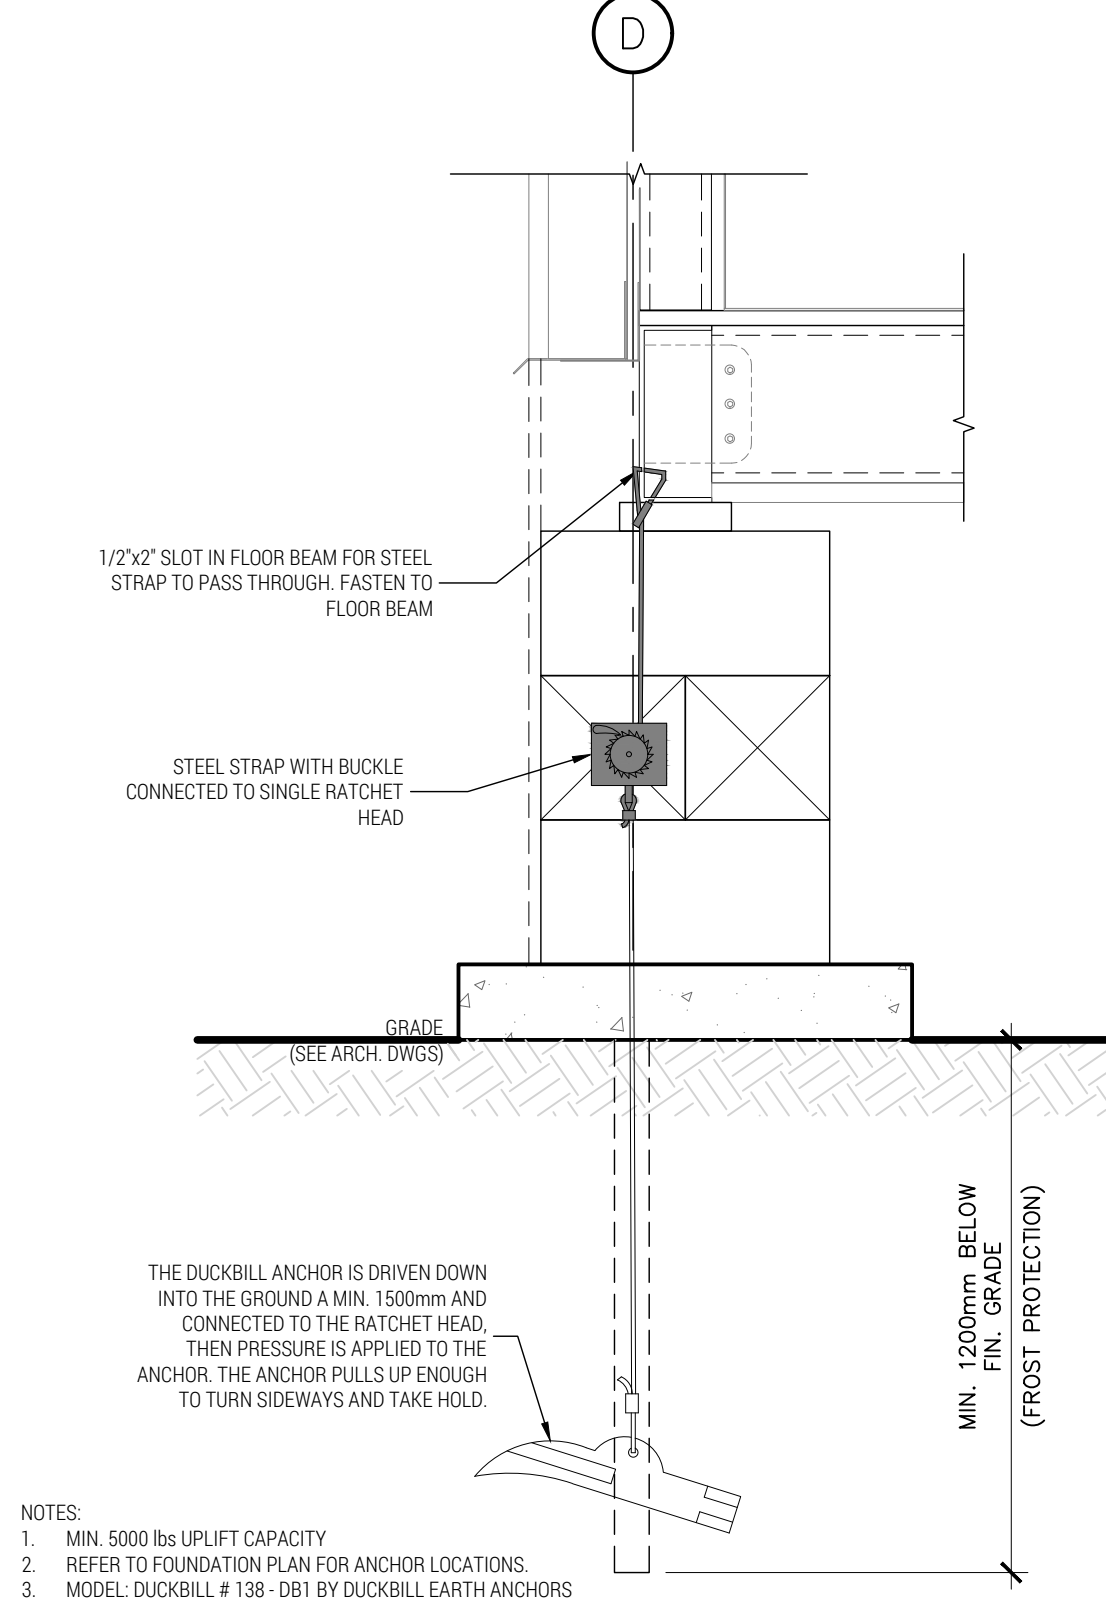 D
1/2"x2" SLOT IN FLOOR BEAM FOR STEEL
STRAP TO PASS THROUGH. FASTEN TO
FLOOR BEAM
STEEL STRAP WITH BUCKLE
CONNECTED TO SINGLE RATCHET
HEAD
GRADE
(SEE ARCH. DWGS)
MIN. 1200mm BELOW
FIN. GRADE
(FROST PROTECTION)
THE DUCKBILL ANCHOR IS DRIVEN DOWN
INTO THE GROUND A MIN. 1500mm AND
CONNECTED TO THE RATCHET HEAD,
THEN PRESSURE IS APPLIED TO THE
ANCHOR. THE ANCHOR PULLS UP ENOUGH
TO TURN SIDEWAYS AND TAKE HOLD.
NOTES:
1. MIN. 5000 lbs UPLIFT CAPACITY
2. REFER TO FOUNDATION PLAN FOR ANCHOR LOCATIONS.
3. MODEL: DUCKBILL # 138 - DB1 BY DUCKBILL EARTH ANCHORS